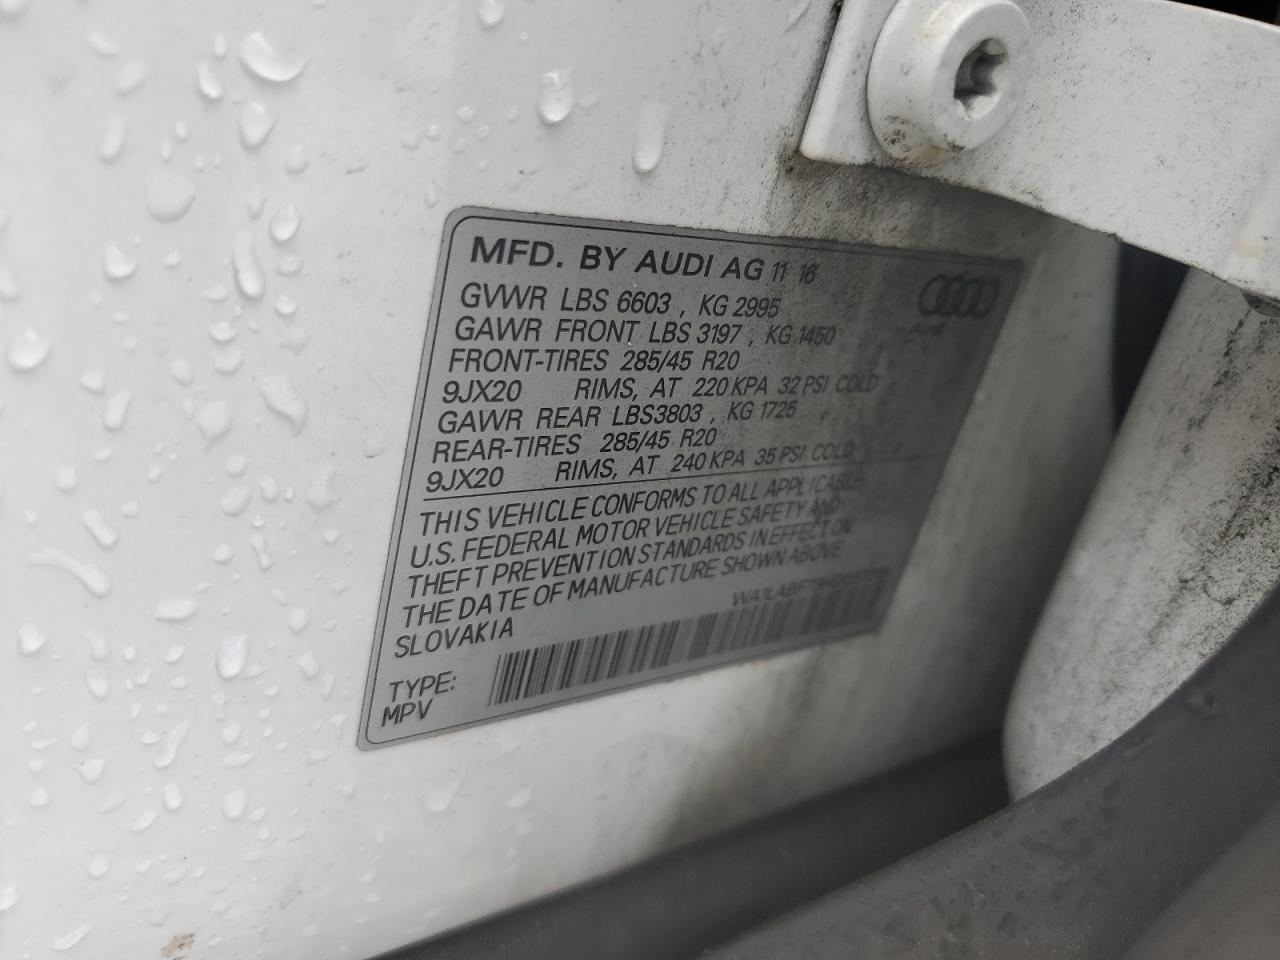 MFD. BY AUDI AG 11 16
GVWR LBS 6603 , KG 2995
GAWR FRONT LBS 3197 , KG 1450
FRONT-TIRES 285/45 R20
9JX20 RIMS, AT 220 KPA 32 PSI COLD
GAWR REAR LBS3803 , KG 1725
REAR-TIRES 285/45 R20
9JX20 RIMS, AT 240 KPA 35 PSI COLD
THIS VEHICLE CONFORMS TO ALL APPLICABLE
U.S. FEDERAL MOTOR VEHICLE SAFETY AND
THEFT PREVENTION STANDARDS IN EFFECT ON
THE DATE OF MANUFACTURE SHOWN ABOVE
SLOVAKIA
TYPE:
MPV
Audi